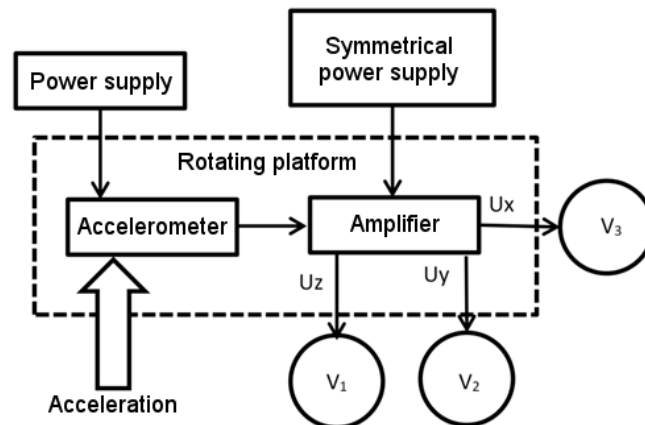 Symmetrical
power supply
Power supply
Rotating platform
Accelerometer
Amplifier
Ux
V₃
Uz
Uy
V₁
V₂
Acceleration